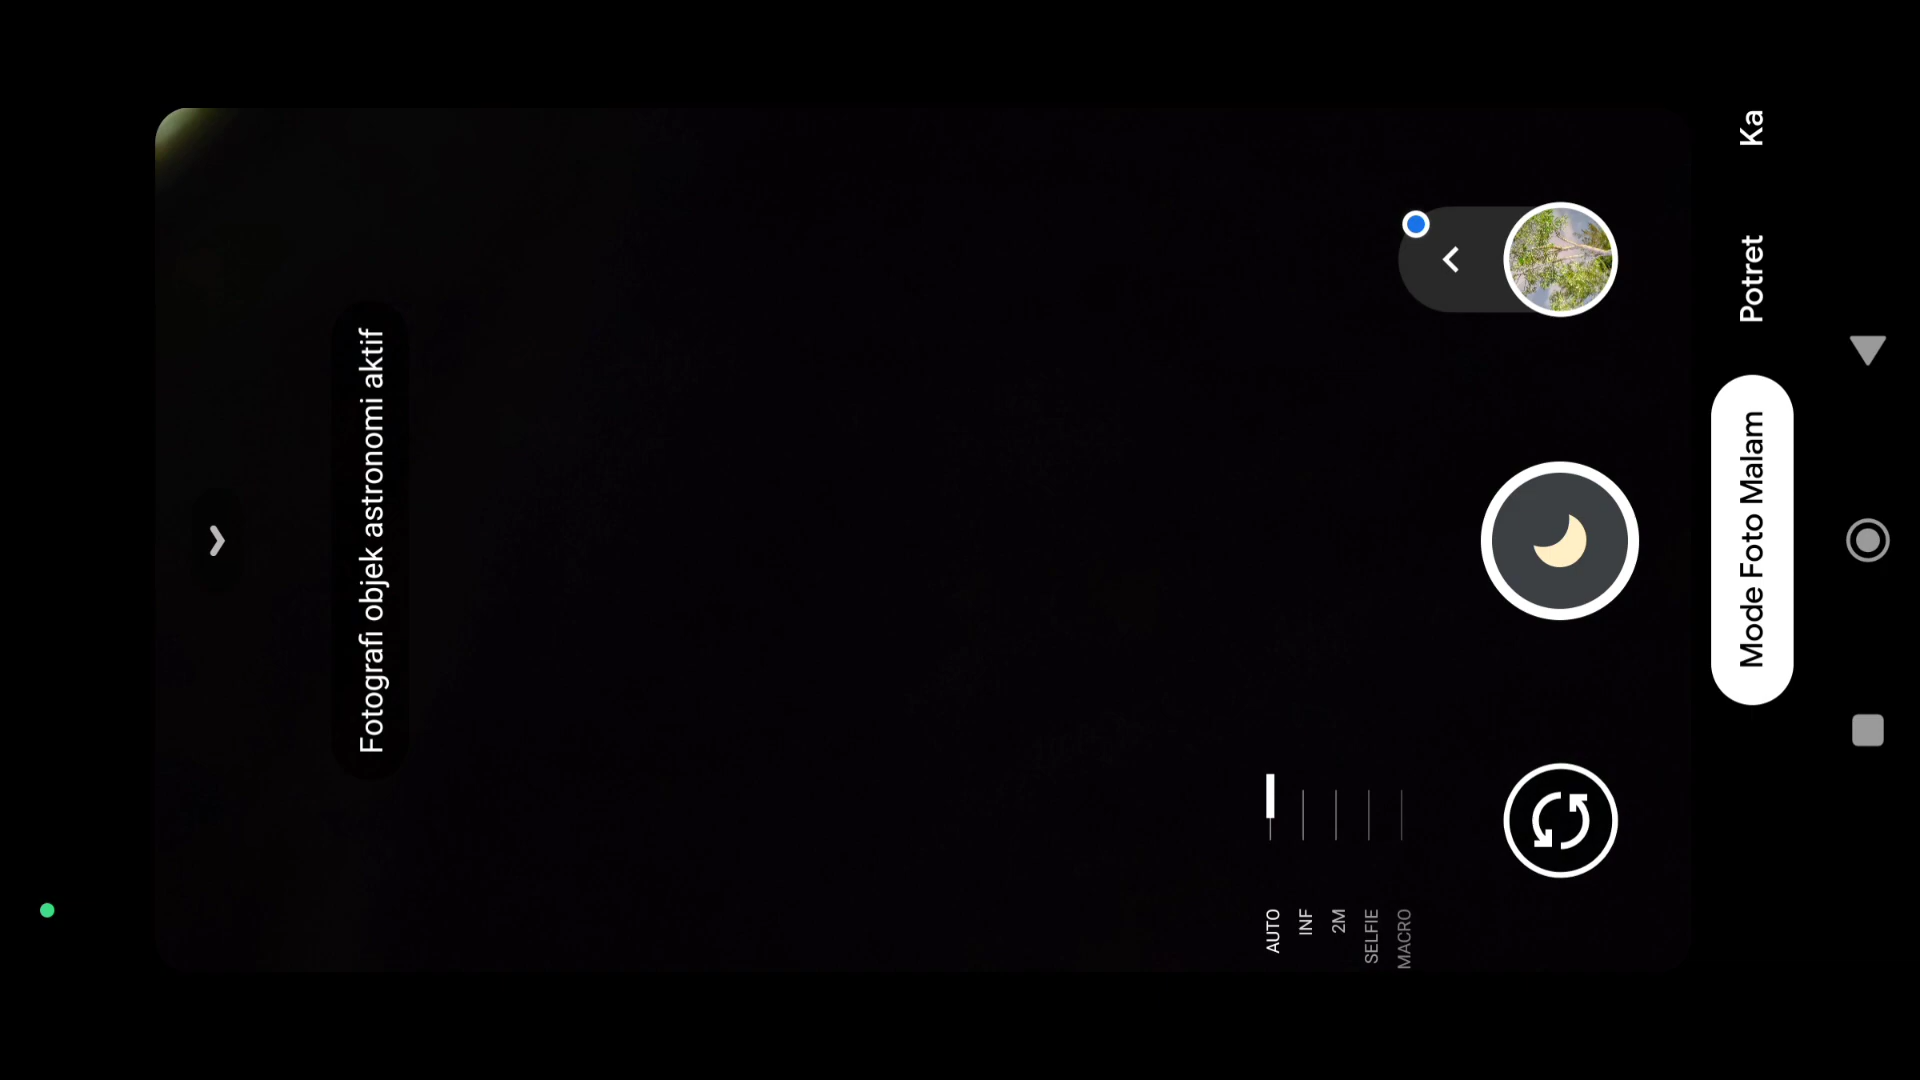 Fotografi objek astronomi aktif
AUTO
INF
2M
SELFIE
MACRO
Mode Foto Malam
Potret
Ka